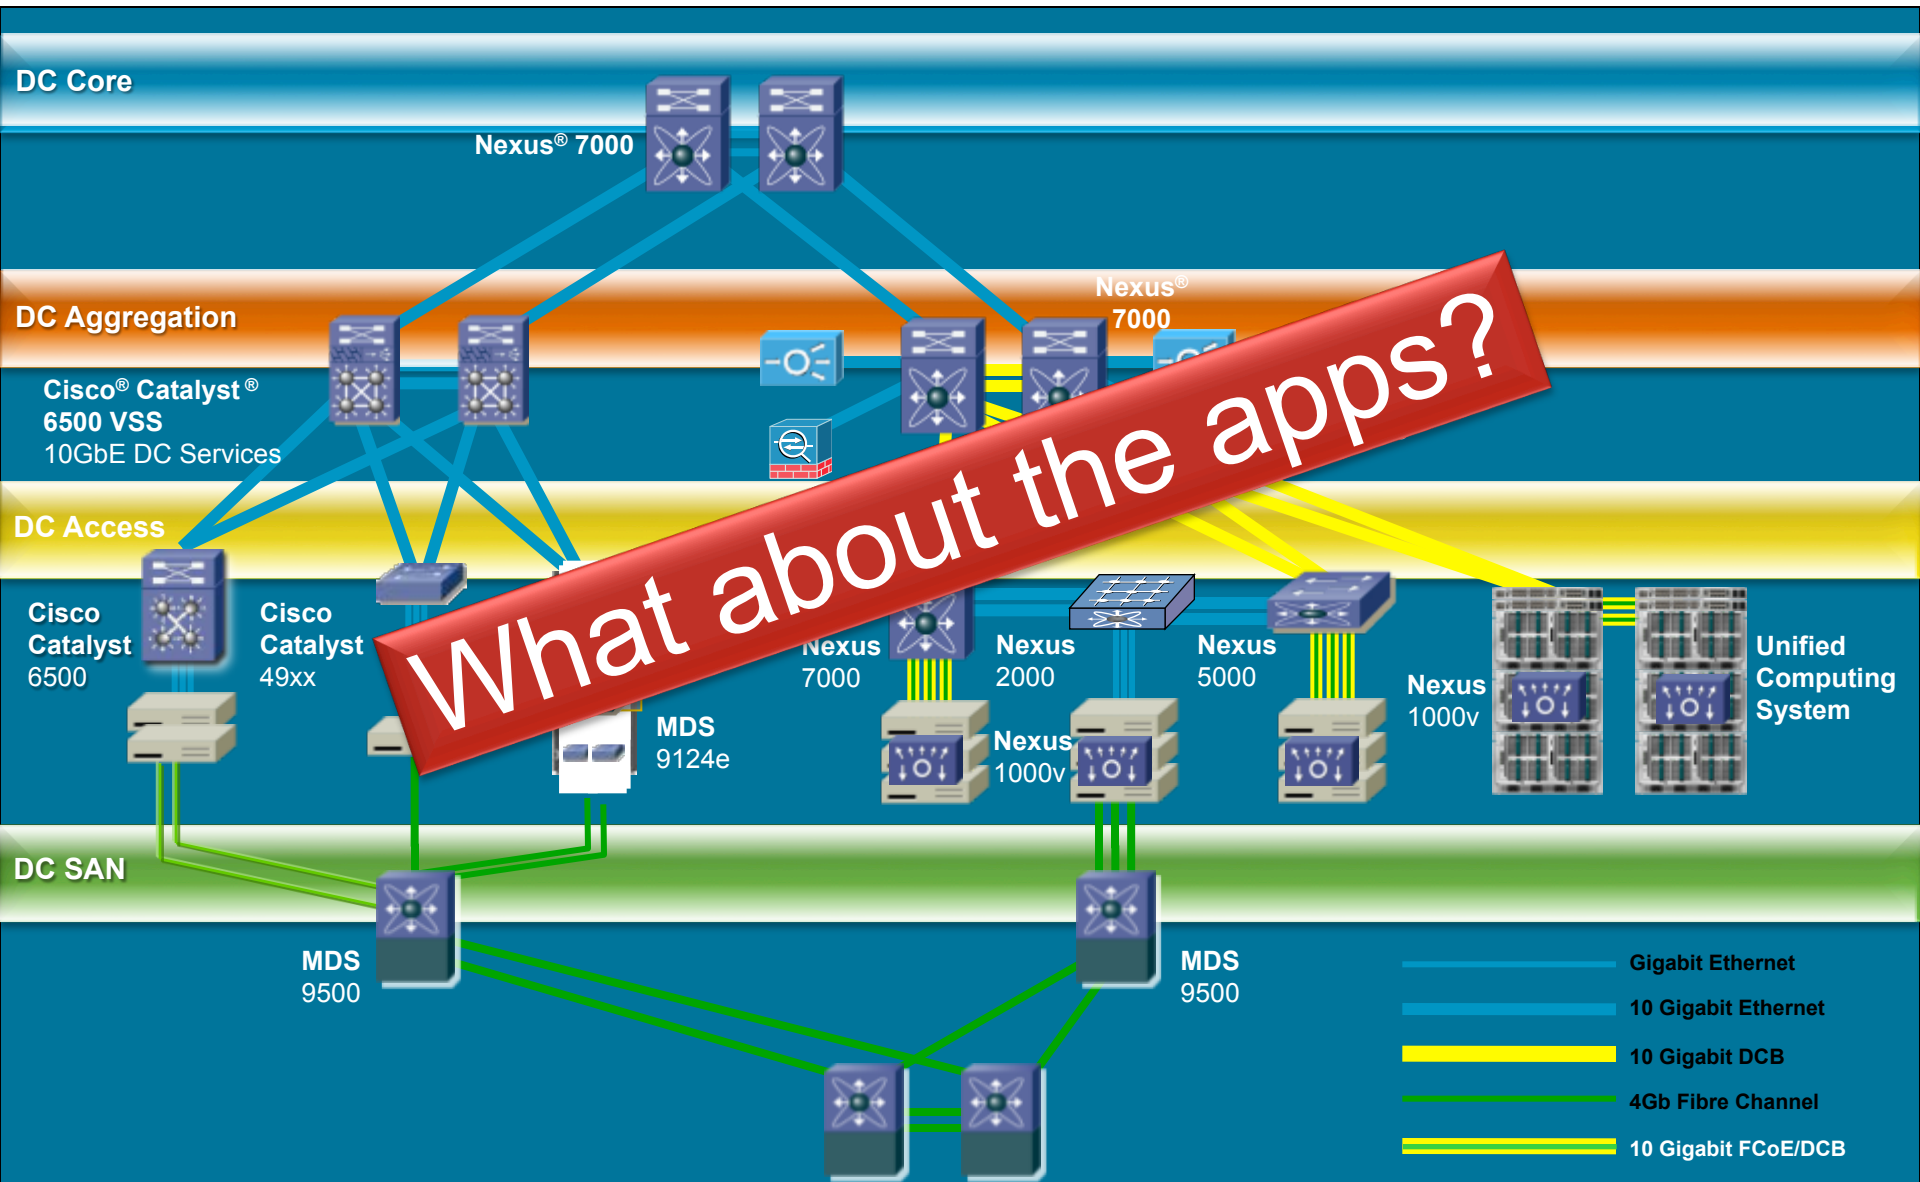 DC Core
Nexus® 7000
DC Aggregation
Nexus®
7000
Cisco® Catalyst ®
6500 VSS
10GbE DC Services
What about the apps?
DC Access
Cisco
Catalyst
6500
Cisco
Catalyst
49xx
MDS
9124e
Nexus
7000
Nexus
2000
Nexus
5000
Nexus
1000v
Nexus
1000v
Unified
Computing
System
DC SAN
MDS
9500
MDS
9500
Gigabit Ethernet
10 Gigabit Ethernet
10 Gigabit DCB
4Gb Fibre Channel
10 Gigabit FCoE/DCB